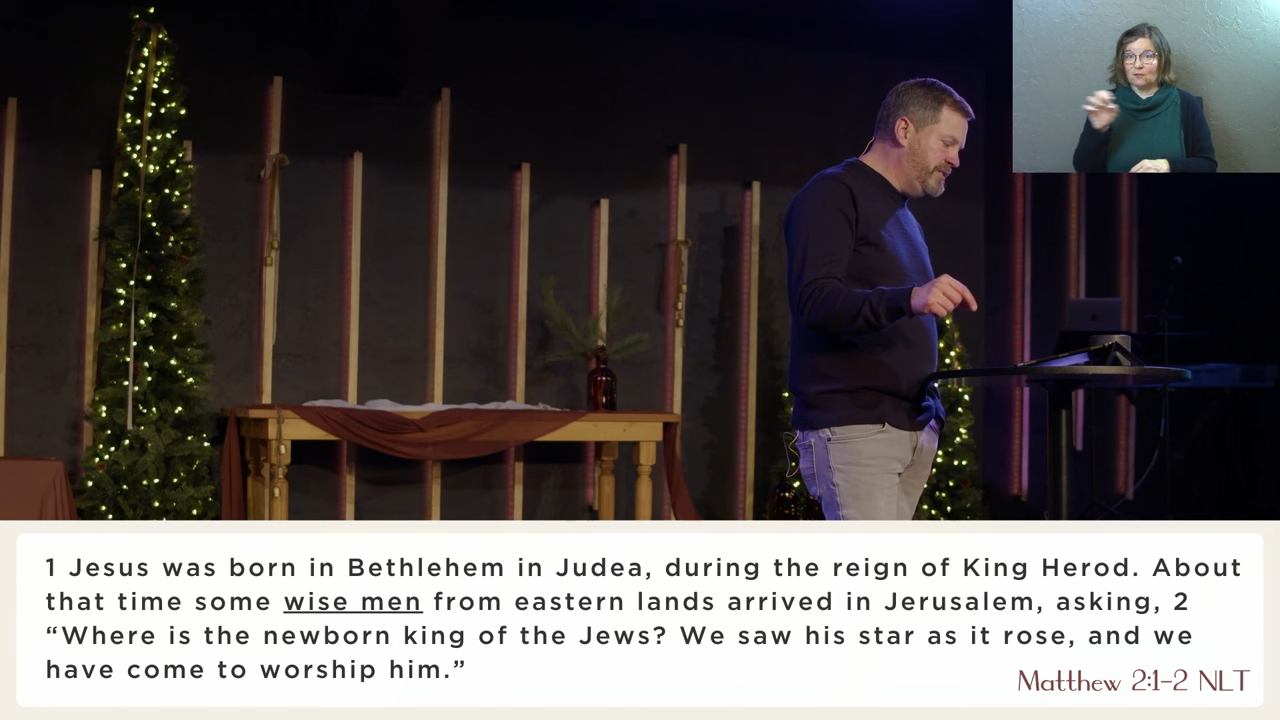 1 Jesus was born in Bethlehem in Judea, during the reign of King Herod. About
that time some wise men from eastern lands arrived in Jerusalem, asking, 2
“Where is the newborn king of the Jews? We saw his star as it rose, and we
have come to worship him.”
Matthew 2:1-2 NLT